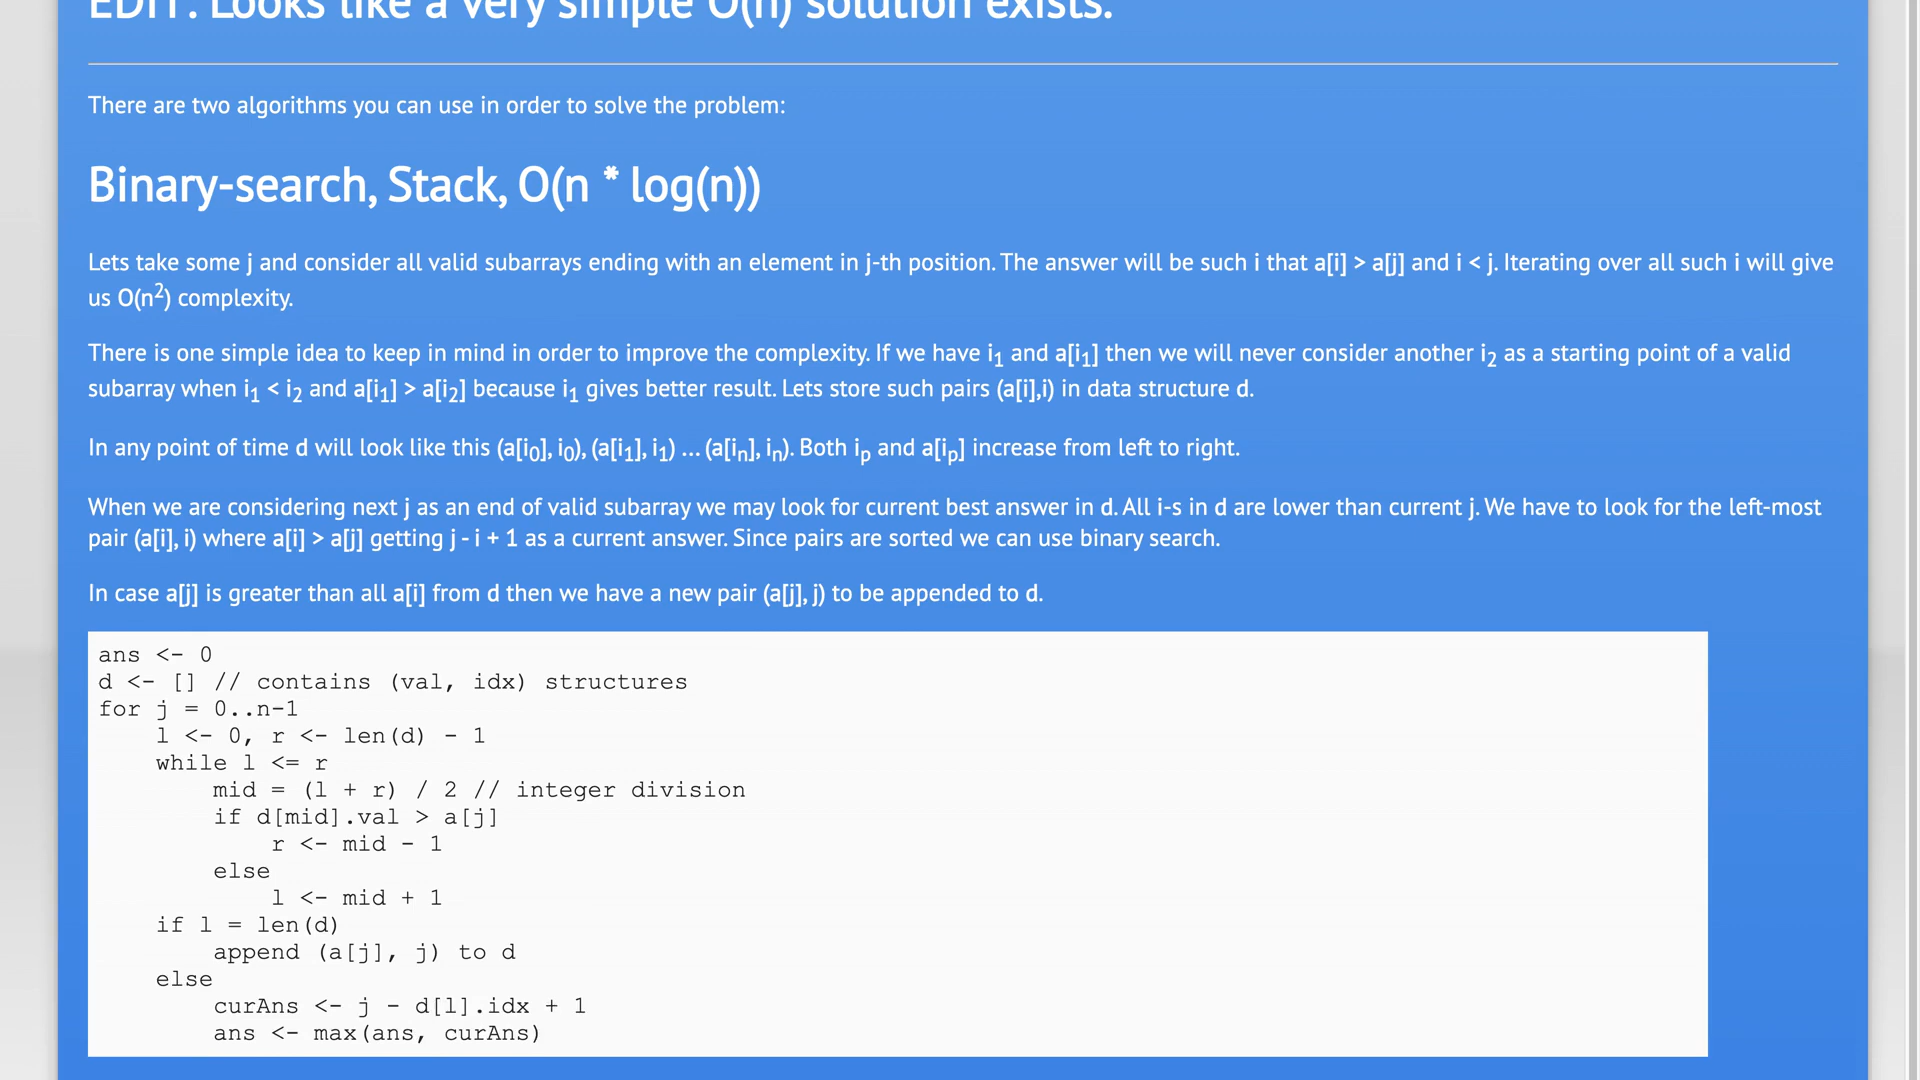 EDIT: Looks like a very simple O(n) solution exists.
There are two algorithms you can use in order to solve the problem:
Binary-search, Stack, O(n * log(n))
Lets take some j and consider all valid subarrays ending with an element in j-th position. The answer will be such i that a[i] > a[j] and i < j. Iterating over all such i will give
us O(n²) complexity.
There is one simple idea to keep in mind in order to improve the complexity. If we have i₁ and a[i₁] then we will never consider another i₂ as a starting point of a valid
subarray when i₁ < i₂ and a[i₁] > a[i₂] because i₁ gives better result. Lets store such pairs (a[i],i) in data structure d.
In any point of time d will look like this (a[i₀], i₀), (a[i₁], i₁) ... (a[iₙ], iₙ). Both iₚ and a[iₚ] increase from left to right.
When we are considering next j as an end of valid subarray we may look for current best answer in d. All i-s in d are lower than current j. We have to look for the left-most
pair (a[i], i) where a[i] > a[j] getting j - i + 1 as a current answer. Since pairs are sorted we can use binary search.
In case a[j] is greater than all a[i] from d then we have a new pair (a[j], j) to be appended to d.
ans <- 0
d <- [] // contains (val, idx) structures
for j = 0..n-1
    l <- 0, r <- len(d) - 1
    while l <= r
        mid = (l + r) / 2 // integer division
        if d[mid].val > a[j]
            r <- mid - 1
        else
            l <- mid + 1
    if l = len(d)
        append (a[j], j) to d
    else
        curAns <- j - d[l].idx + 1
        ans <- max(ans, curAns)